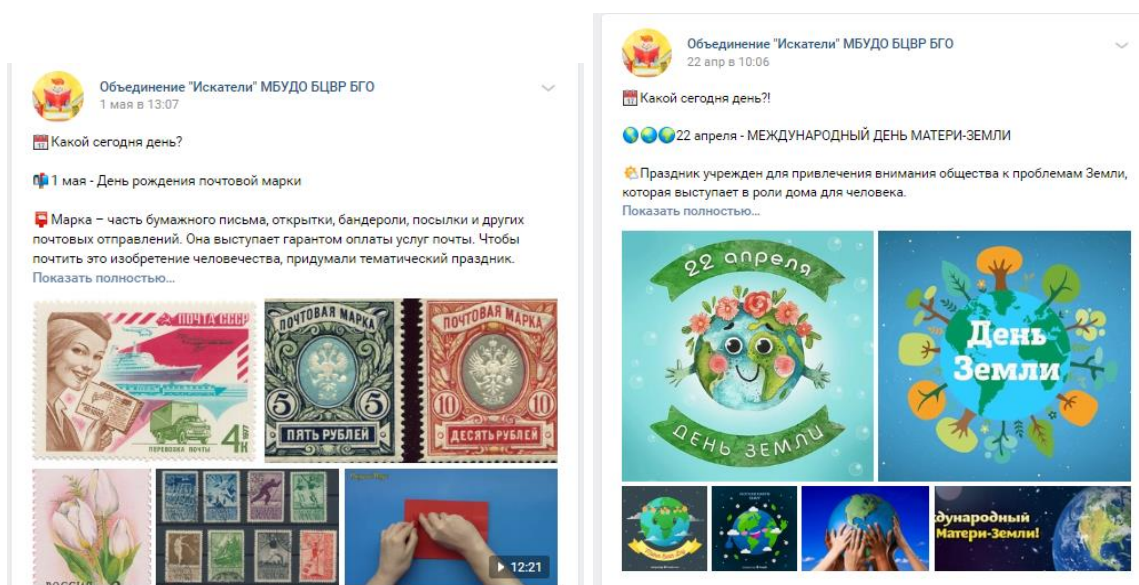 Объединение "Искатели" МБУДО БЦВР БГО
1 мая в 13:07
Какой сегодня день?
1 мая - День рождения почтовой марки
Марка – часть бумажного письма, открытки, бандероли, посылки и других
почтовых отправлений. Она выступает гарантом оплаты услуг почты. Чтобы
почтить это изобретение человечества, придумали тематический праздник.
Показать полностью...
ПОЧТА СССР
4К
1977
ПЕРЕВОЗКА ПОЧТЫ
ПОЧТОВАЯ МАРКА
5 5
ПЯТЬ РУБЛЕЙ
ПОЧТОВАЯ МАРКА
10 10
ДЕСЯТЬ РУБЛЕЙ
РОССИЯ
12:21
Объединение "Искатели" МБУДО БЦВР БГО
22 апр в 10:06
Какой сегодня день?!
22 апреля - МЕЖДУНАРОДНЫЙ ДЕНЬ МАТЕРИ-ЗЕМЛИ
Праздник учрежден для привлечения внимания общества к проблемам Земли,
которая выступает в роли дома для человека.
Показать полностью...
22 апреля
ДЕНЬ ЗЕМЛИ
День
Земли
дународный
Матери-Земли!